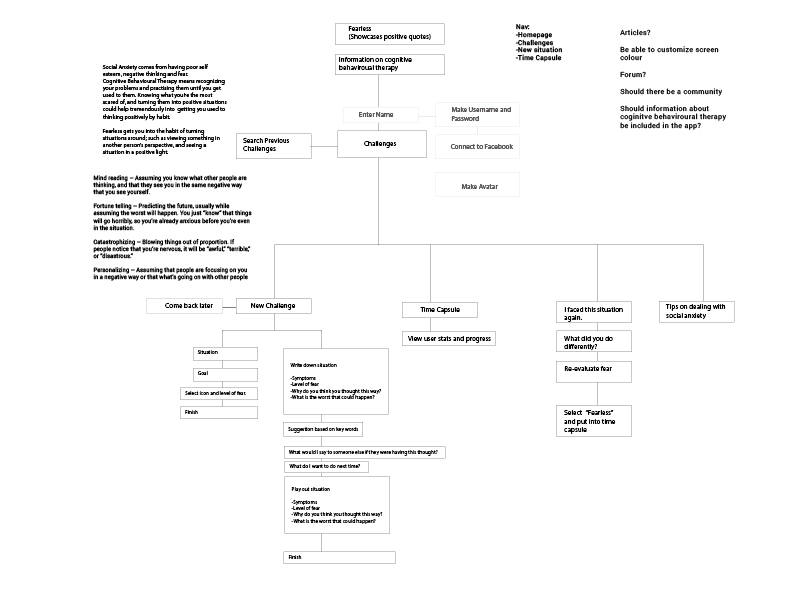 Fearless
(Showcases positive quotes)
Information on cognitive
behavioural therapy
Nav:
-Homepage
-Challenges
-New situation
-Time Capsule
Articles?
Be able to customize screen
colour
Forum?
Should there be a community
Should information about
coginitve behaviroural therapy
be included in the app?
Social Anxiety comes from having poor self
esteem, negative thinking and fear.
Cognitive Behavioural Therapy means recognizing
your problems and practising them until you get
used to them. Knowing what you're the most
scared of, and turning them into positive situations
could help tremendously into getting you used to
thinking positively by habit.
Fearless gets you into the habit of turning
situations around; such as viewing something in
another person's perspective, and seeing a
situation in a positive light.
Enter Name
Make Username and
Password
Search Previous
Challenges
Challenges
Connect to Facebook
Make Avatar
Mind reading – Assuming you know what other people are
thinking, and that they see you in the same negative way
that you see yourself.
Fortune telling – Predicting the future, usually while
assuming the worst will happen. You just "know" that things
will go horribly, so you're already anxious before you're even
in the situation.
Catastrophizing – Blowing things out of proportion. If
people notice that you're nervous, it will be "awful," "terrible,"
or "disastrous."
Personalizing – Assuming that people are focusing on you
in a negative way or that what's going on with other people
Come back later
New Challenge
Time Capsule
View user stats and progress
I faced this situation
again.
What did you do
differently?
Re-evaluate fear
Select "Fearless"
and put into time
capsule
Tips on dealing with
social anxiety
Situation
Goal
Select icon and level of fear.
Finish
Write down situation
-Symptoms
-Level of fear
-Why do you think you thought this way?
-What is the worst that could happen?
Suggestion based on key words
What would I say to someone else if they were having this thought?
What do I want to do next time?
Play out situation
-Symptoms
-Level of fear
-Why do you think you thought this way?
-What is the worst that could happen?
Finish